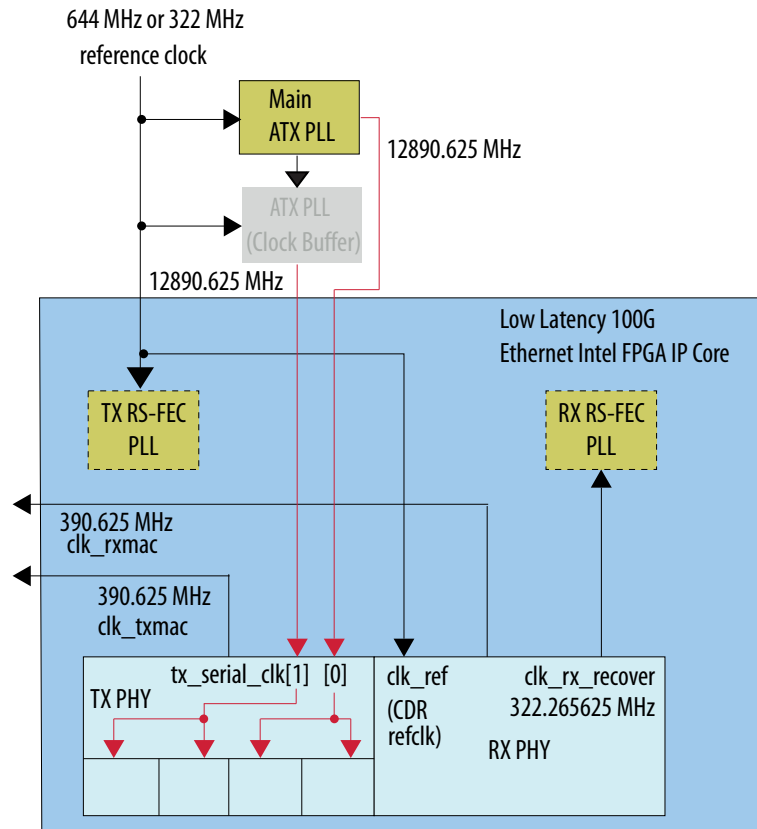 644 MHz or 322 MHz
reference clock
Main
ATX PLL
12890.625 MHz
ATX PLL
(Clock Buffer)
12890.625 MHz
Low Latency 100G
Ethernet Intel FPGA IP Core
TX RS-FEC
PLL
RX RS-FEC
PLL
390.625 MHz
clk_rxmac
390.625 MHz
clk_txmac
tx_serial_clk[1] [0]
TX PHY
clk_ref
(CDR
refclk)
clk_rx_recover
322.265625 MHz
RX PHY